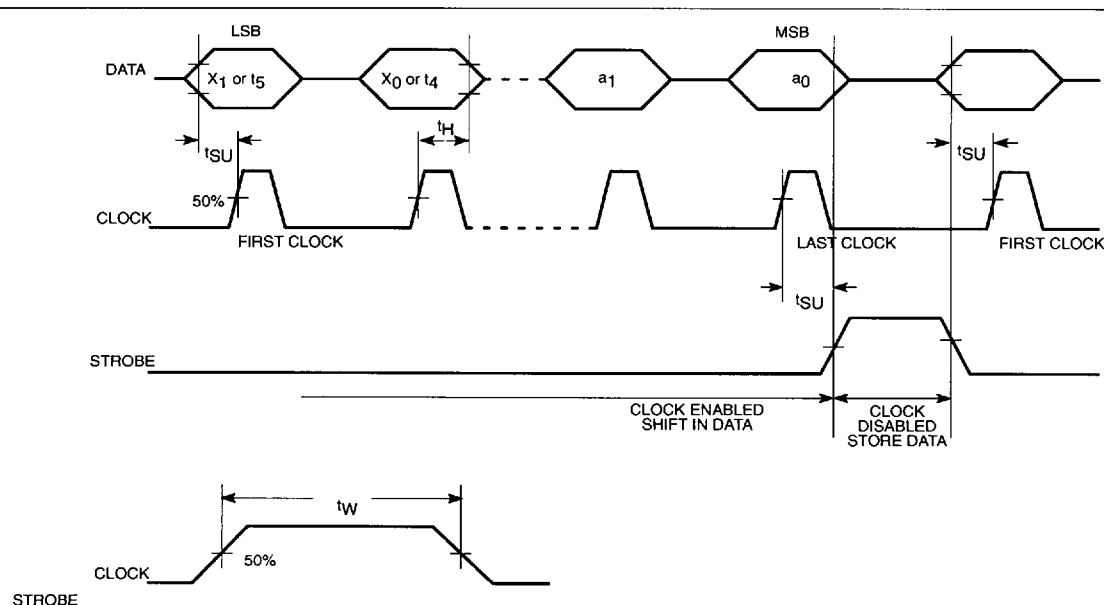 LSB MSB
DATA X1 or t5 X0 or t4 a1 a0
tH
tSU tSU
50%
CLOCK
FIRST CLOCK LAST CLOCK FIRST CLOCK
tSU
STROBE
CLOCK ENABLED
SHIFT IN DATA
CLOCK
DISABLED
STORE DATA
tW
50%
CLOCK
STROBE